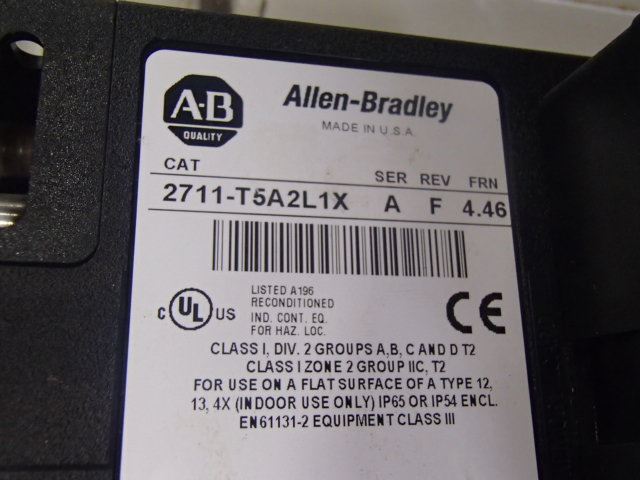 A-B
QUALITY
Allen-Bradley
MADE IN U.S.A.
CAT SER REV FRN
2711-T5A2L1X A F 4.46
LISTED A196
RECONDITIONED
IND. CONT. EQ.
FOR HAZ. LOC.
C UL US
CE
CLASS I, DIV. 2 GROUPS A,B, C AND D T2
CLASS I ZONE 2 GROUP IIC, T2
FOR USE ON A FLAT SURFACE OF A TYPE 12,
13, 4X (INDOOR USE ONLY) IP65 OR IP54 ENCL.
EN61131-2 EQUIPMENT CLASS III